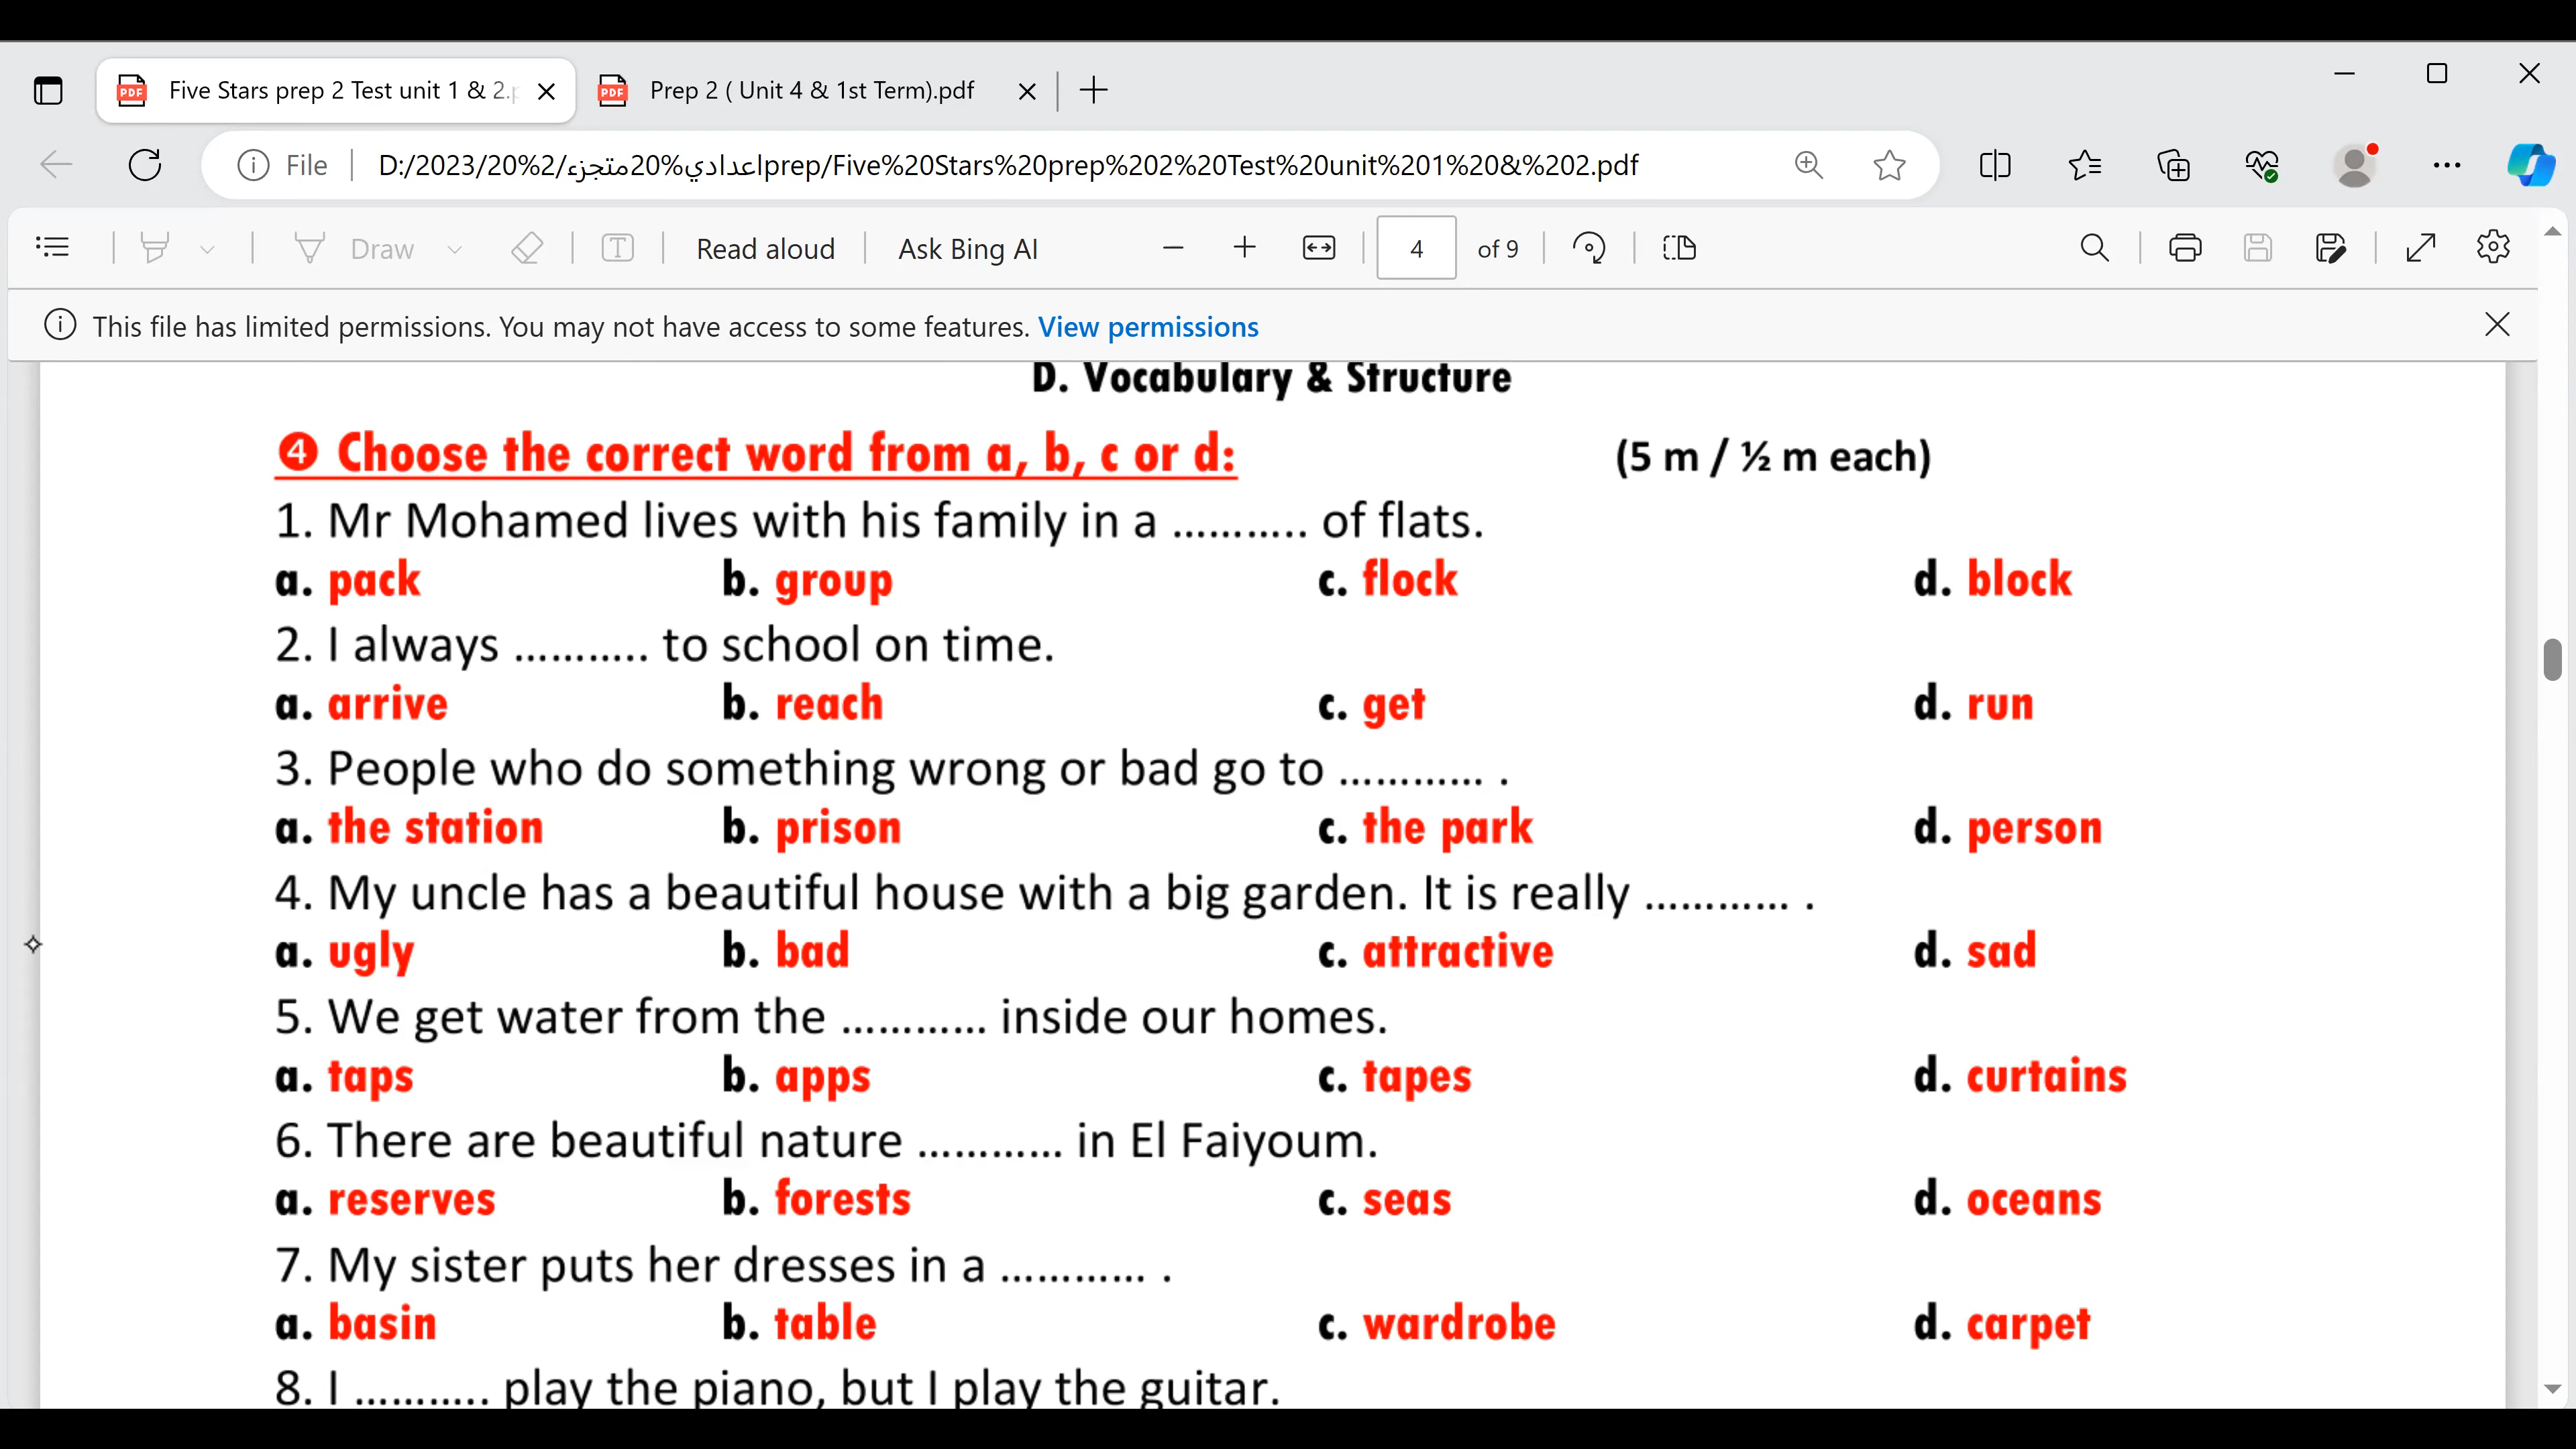 Five Stars prep 2 Test unit 1 & 2.p
Prep 2 ( Unit 4 & 1st Term).pdf
File
D:/2023/20%2/اعدادي%20متجزء/prep/Five%20Stars%20prep%202%20Test%20unit%201%20&%202.pdf
Draw
Read aloud
Ask Bing AI
4 of 9
This file has limited permissions. You may not have access to some features. View permissions
D. Vocabulary & Structure
❹ Choose the correct word from a, b, c or d: (5 m / ½ m each)
1. Mr Mohamed lives with his family in a ……….. of flats.
a. pack b. group c. flock d. block
2. I always ……….. to school on time.
a. arrive b. reach c. get d. run
3. People who do something wrong or bad go to ………… .
a. the station b. prison c. the park d. person
4. My uncle has a beautiful house with a big garden. It is really ………… .
a. ugly b. bad c. attractive d. sad
5. We get water from the ………… inside our homes.
a. taps b. apps c. tapes d. curtains
6. There are beautiful nature ………… in El Faiyoum.
a. reserves b. forests c. seas d. oceans
7. My sister puts her dresses in a ………… .
a. basin b. table c. wardrobe d. carpet
8. I ……….. play the piano, but I play the guitar.